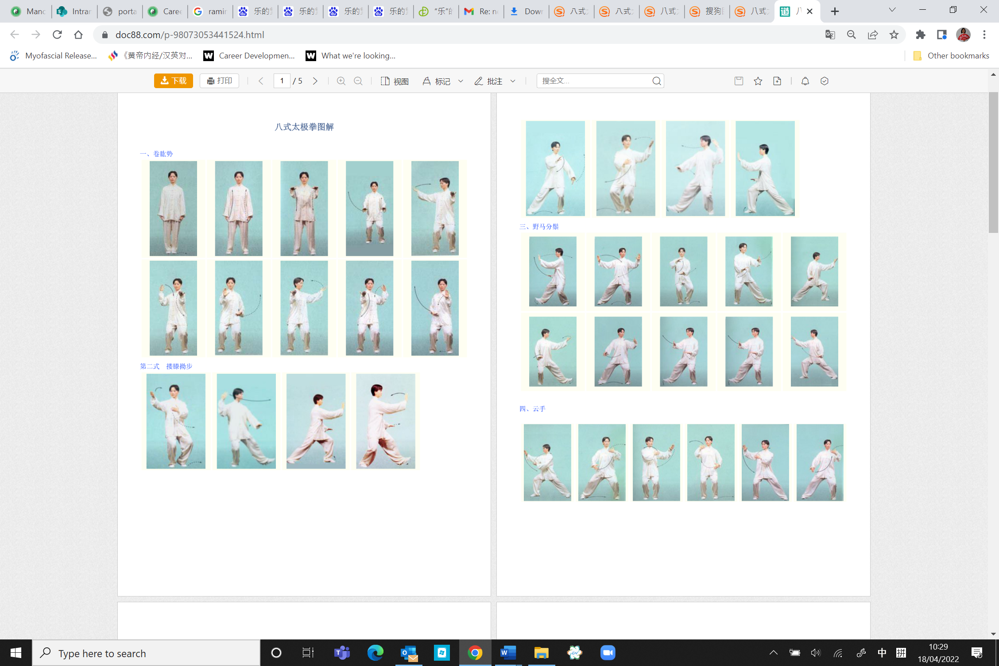 Manc
Intrar
porta
Caree
ramir
乐的
乐的
乐的
乐的
“乐”的
Re: n
Dow
八式
八式
八式
搜狗
八式
doc88.com/p-98073053441524.html
Myofascial Release...
《黄帝内经/汉英对...
Career Developmen...
What we're looking...
Other bookmarks
下载
打印
1 / 5
视图
标记
批注
搜全文...
八式太极拳图解
一、卷肱势
第二式 搂膝拗步
三、野马分鬃
四、云手
Type here to search
中
拼
10:29
18/04/2022